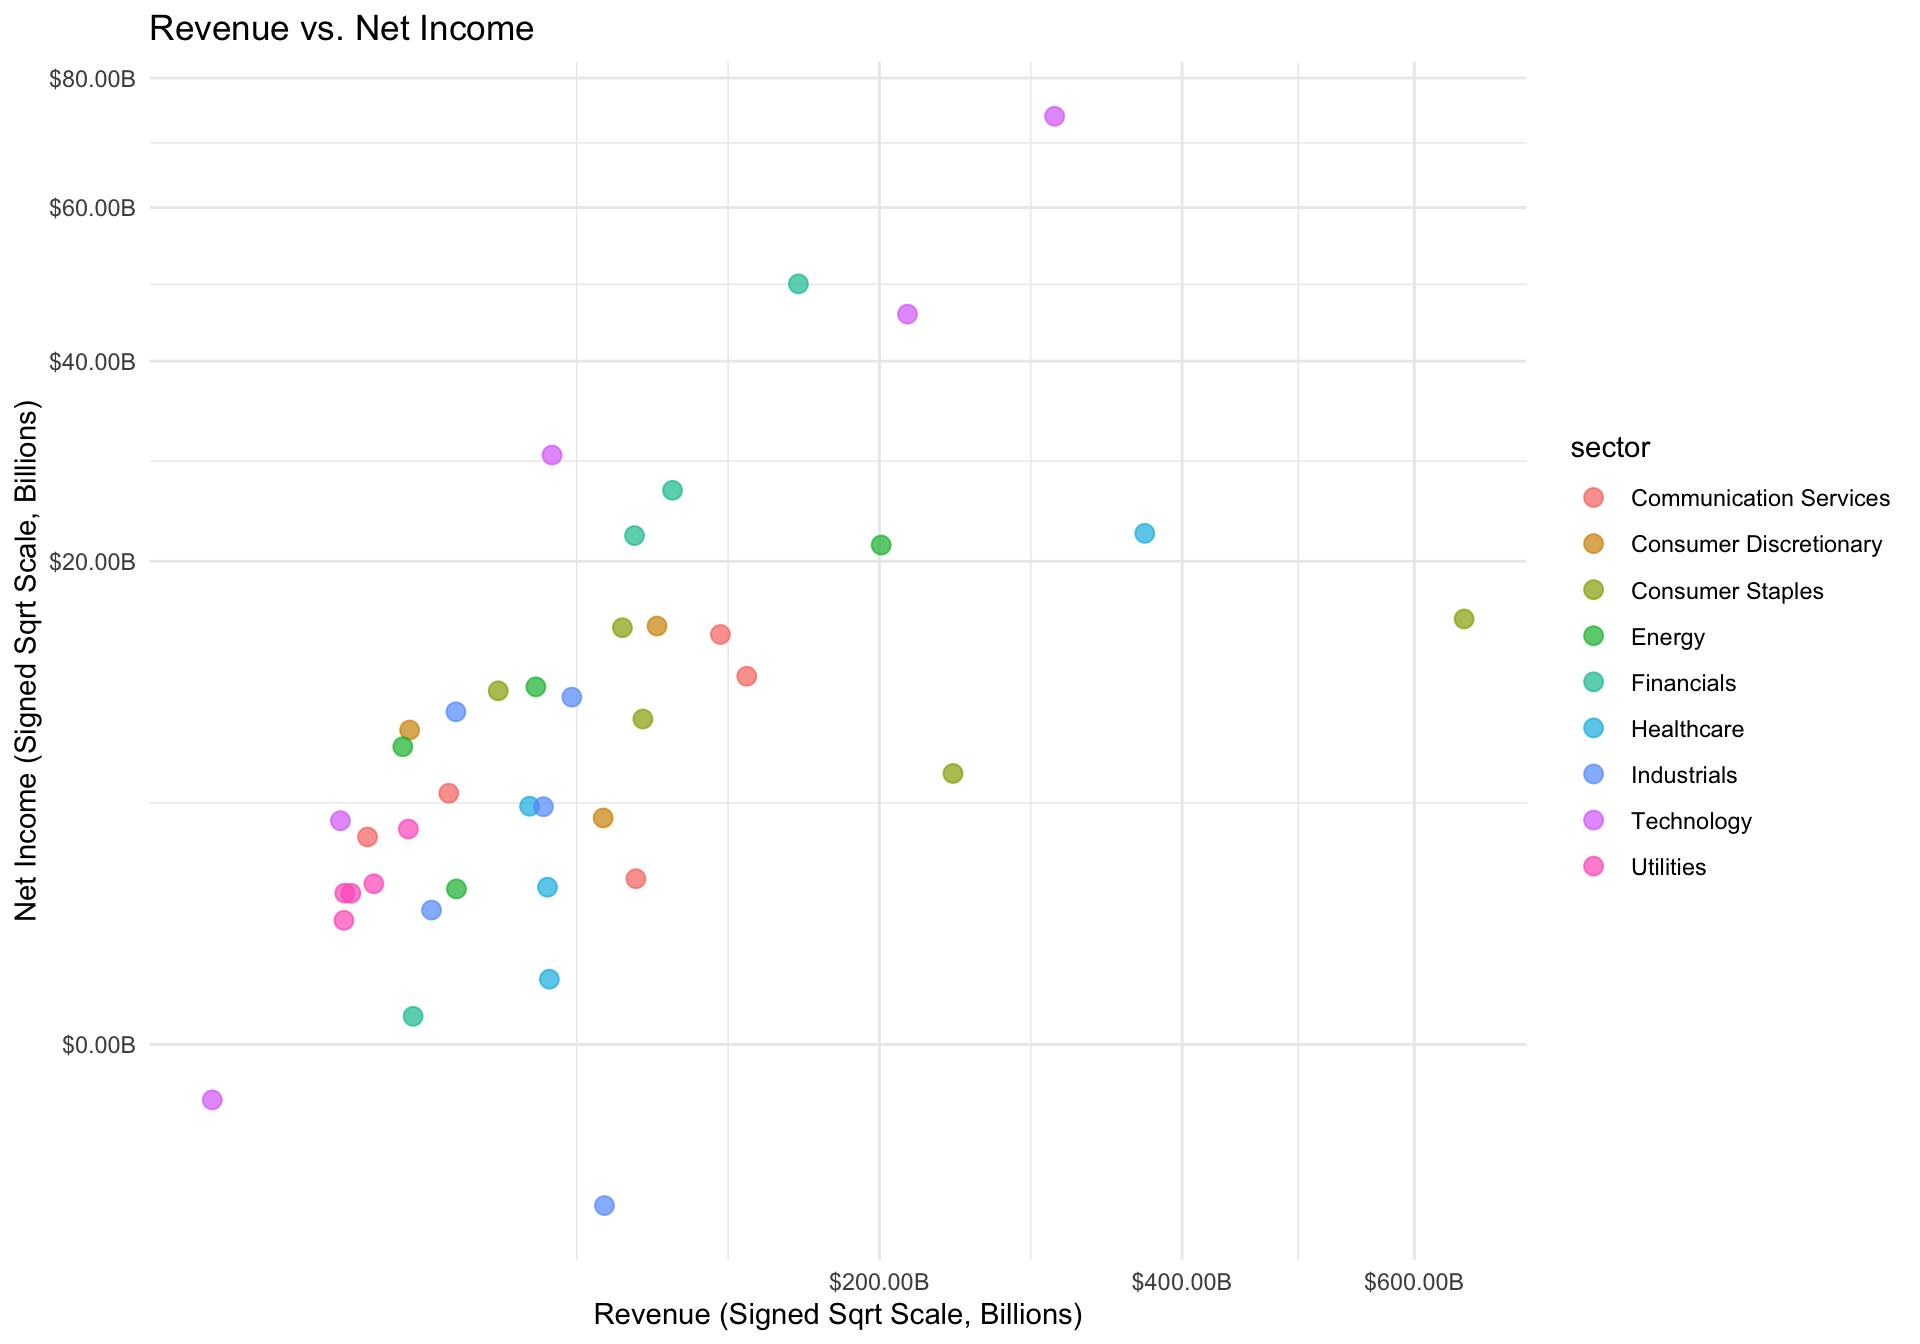 Revenue vs. Net Income
$80.00B
$60.00B
$40.00B
$20.00B
$0.00B
Net Income (Signed Sqrt Scale, Billions)
$200.00B
$400.00B
$600.00B
Revenue (Signed Sqrt Scale, Billions)
sector
Communication Services
Consumer Discretionary
Consumer Staples
Energy
Financials
Healthcare
Industrials
Technology
Utilities